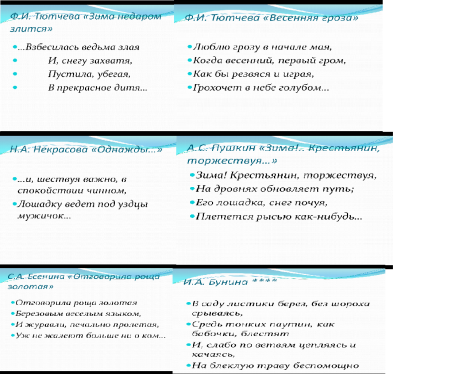 Ф.И. Тютчева «Зима недаром
злится»
…Взбесилась ведьма злая
И, снегу захватя,
Пустила, убегая,
В прекрасное дитя…
Ф.И. Тютчева «Весенняя гроза»
Люблю грозу в начале мая,
Когда весенний, первый гром,
Как бы резвяся и играя,
Грохочет в небе голубом…
Н.А. Некрасова «Однажды…»
…и, шествуя важно, в
спокойствии чинном,
Лошадку ведет под уздцы
мужичок…
А.С. Пушкин «Зима!.. Крестьянин,
торжествуя…»
Зима! Крестьянин, торжествуя,
На дровнях обновляет путь;
Его лошадка, снег почуя,
Плетется рысью как-нибудь…
С.А. Есенина «Отговорила роща
золотая»
Отговорила роща золотая
Березовым веселым языком,
И журавли, печально пролетая,
Уж не жалеют больше ни о ком…
И.А. Бунина ****
В саду листики берез, без шороха
срываясь,
Средь тонких паутин, как
бабочки, блестят
И, слабо по ветвям цепляясь и
качаясь,
На блеклую траву беспомощно